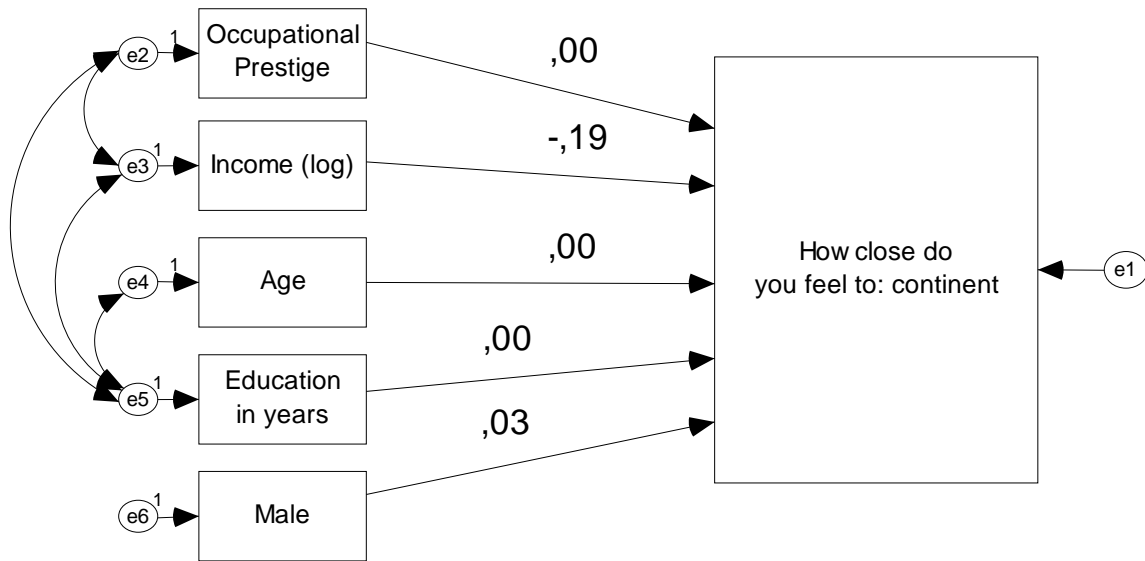 e2
1
Occupational
Prestige
,00
e3
1
Income (log)
-,19
e4
1
Age
,00
e5
1
Education
in years
,00
e6
1
Male
,03
How close do
you feel to: continent
e1